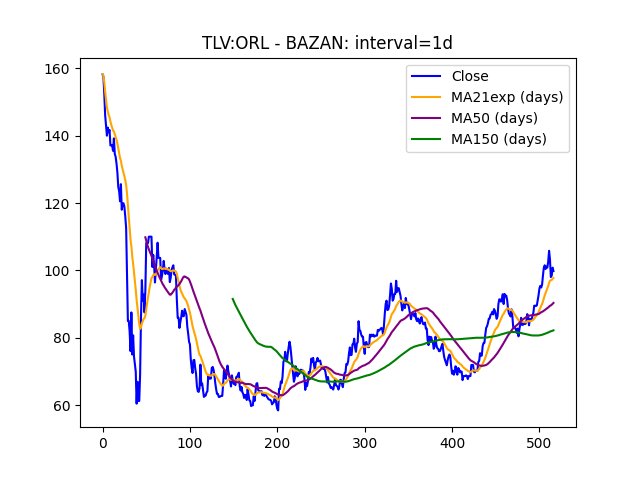 TLV:ORL - BAZAN: interval=1d
Close
MA21exp (days)
MA50 (days)
MA150 (days)
160
140
120
100
80
60
0 100 200 300 400 500